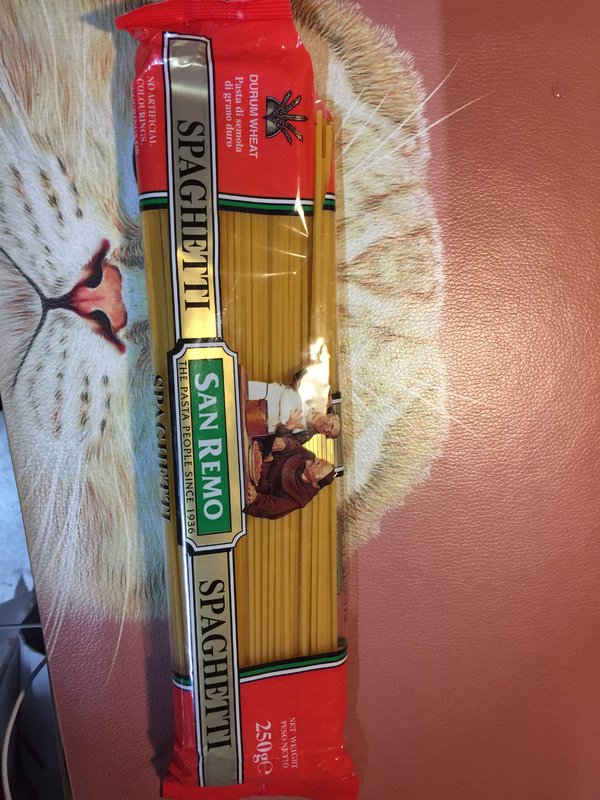 NO ARTIFICIAL
COLOURINGS,
DURUM WHEAT
Pasta di semola
di grano duro
SPAGHETTI
SAN REMO
THE PASTA PEOPLE SINCE 1936
SPAGHETTI
SPAGHETTI
NET WEIGHT
PESO NETTO
250g℮